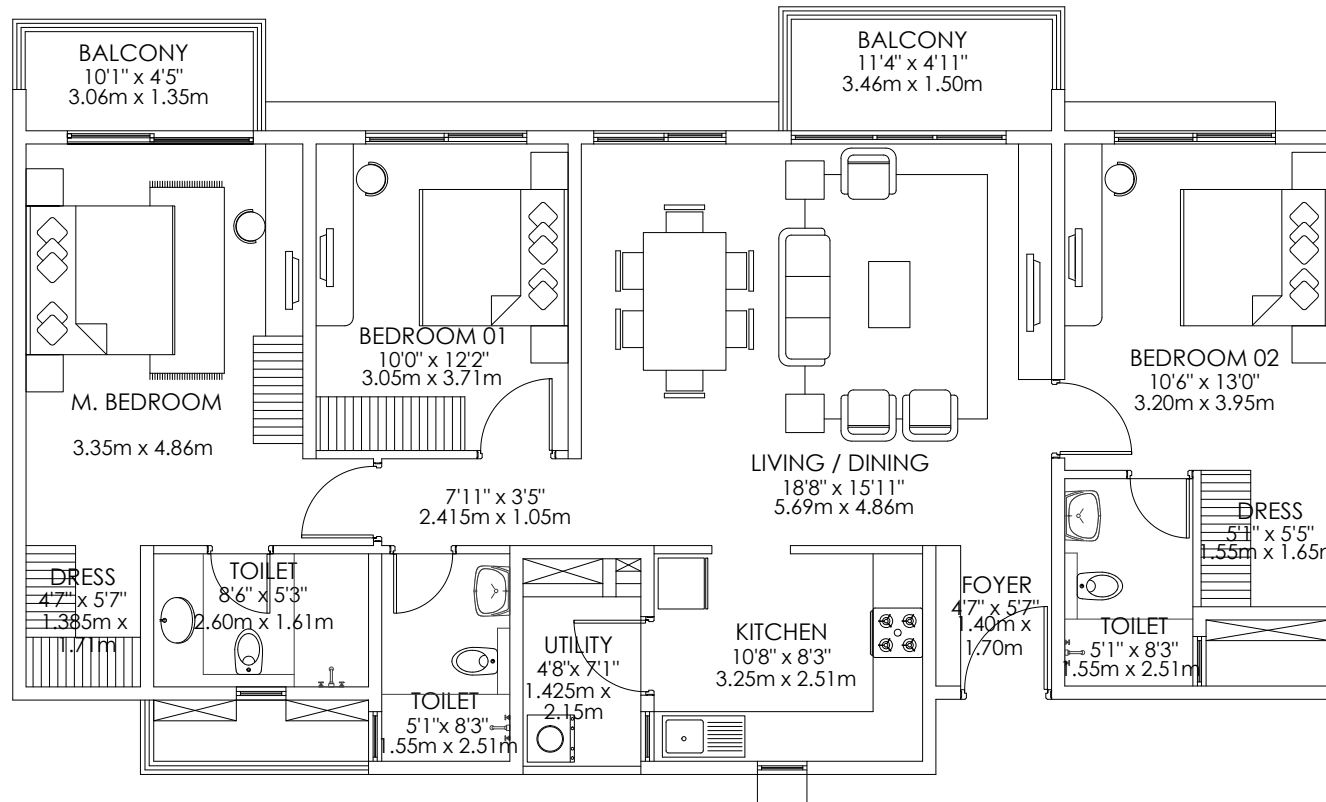 BALCONY
10'1" x 4'5"
3.06m x 1.35m
BALCONY
11'4" x 4'11"
3.46m x 1.50m
M. BEDROOM
3.35m x 4.86m
BEDROOM 01
10'0" x 12'2"
3.05m x 3.71m
BEDROOM 02
10'6" x 13'0"
3.20m x 3.95m
LIVING / DINING
18'8" x 15'11"
5.69m x 4.86m
7'11" x 3'5"
2.415m x 1.05m
DRESS
4'7" x 5'7"
1.385m x
1.71m
TOILET
8'6" x 5'3"
2.60m x 1.61m
TOILET
5'1"x 8'3"
1.55m x 2.51m
UTILITY
4'8"x 7'1"
1.425m x
2.15m
KITCHEN
10'8" x 8'3"
3.25m x 2.51m
FOYER
4'7" x 5'7"
1.40m x
1.70m
DRESS
5'1" x 5'5"
1.55m x 1.65m
TOILET
5'1" x 8'3"
1.55m x 2.51m